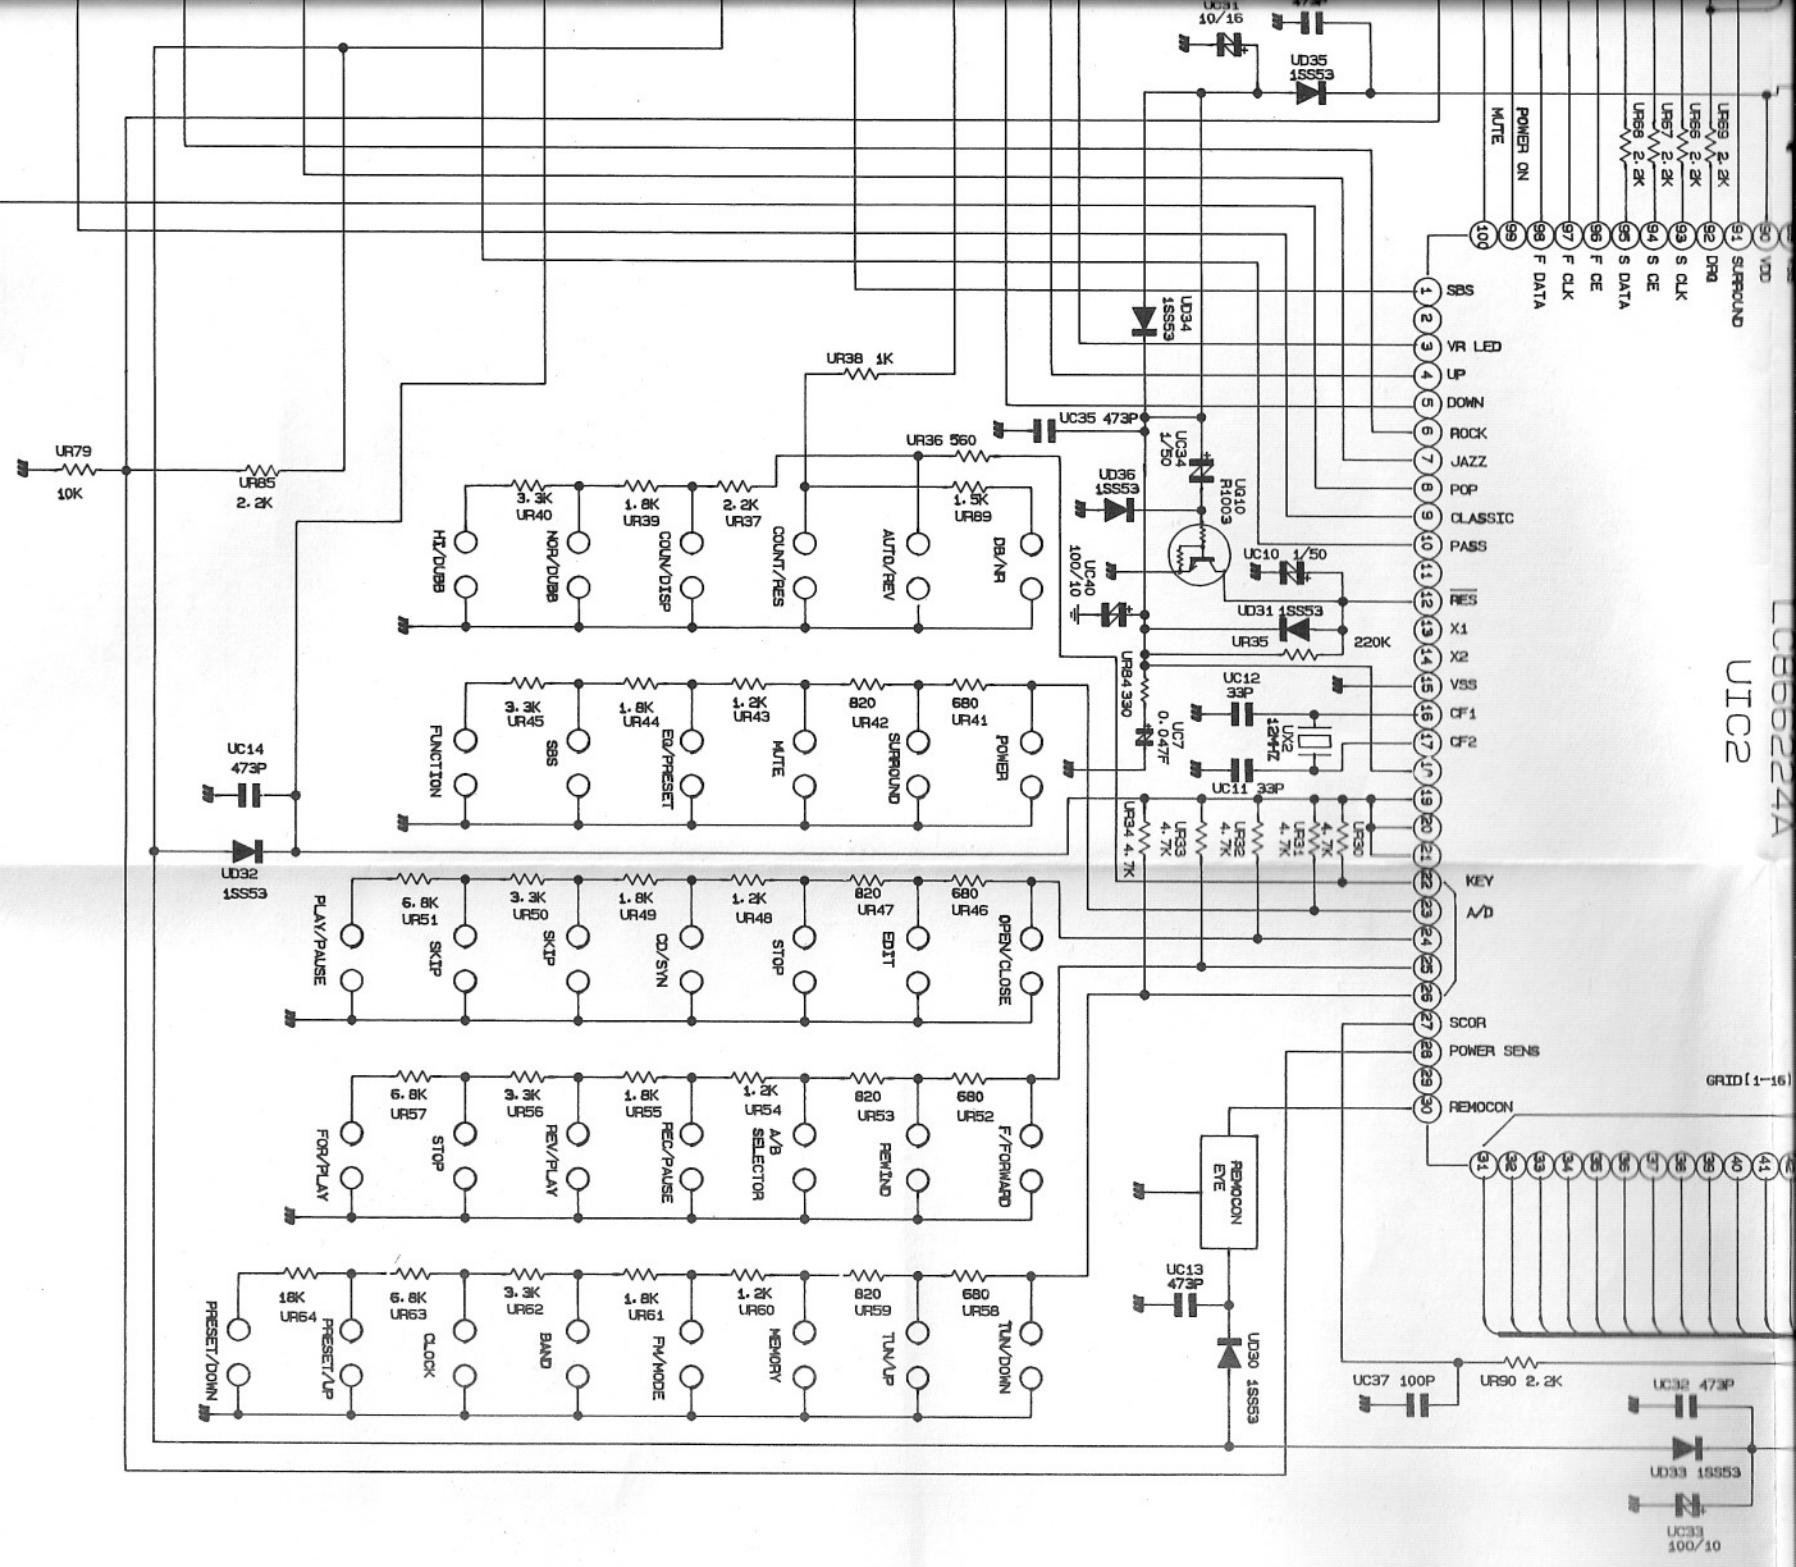 10/16
UD35
1SS53
UR69 2.2K
UR66 2.2K
UR67 2.2K
UR68 2.2K
POWER ON
MUTE
100
99
98
97
96
95
94
93
92
91
90
F DATA
F CLK
F CE
S DATA
S CE
S CLK
DRQ
SURROUND
VDD
1 SBS
2
3 VR LED
4 UP
5 DOWN
6 ROCK
7 JAZZ
8 POP
9 CLASSIC
10 PASS
11
12 RES
13 X1
14 X2
15 VSS
16 CF1
17 CF2
19
20
21
22 KEY
23 A/D
24
25
26
27 SCOR
28 POWER SENS
29
30 REMOCON
LC866224A
UIC2
GRID[1-16]
31
32
33
34
35
36
37
38
39
40
41
UD34
1SS53
UR38 1K
UC35 473P
UC34
1/50
UD36
1SS53
UQ10
R1003
UC10 1/50
UC40
100/10
UD31 1SS53
UR35
220K
UR84 330
UC7
0.047F
UC12
33P
UX2
12MHZ
UC11 33P
UR34 4.7K
UR33
4.7K
UR32
4.7K
UR31
4.7K
UR30
4.7K
UR79
10K
UR85
2.2K
UR36 560
3.3K
UR40
1.8K
UR39
2.2K
UR37
1.5K
UR89
HI/DUBB
NOR/DUBB
COUN/DISP
COUNT/RES
AUTO/REV
DB/NR
3.3K
UR45
1.8K
UR44
1.2K
UR43
820
UR42
680
UR41
FUNCTION
SBS
EQ/PRESET
MUTE
SURROUND
POWER
UC14
473P
UD32
1SS53
6.8K
UR51
3.3K
UR50
1.8K
UR49
1.2K
UR48
820
UR47
680
UR46
PLAY/PAUSE
SKIP
SKIP
CD/SYN
STOP
EDIT
OPEN/CLOSE
6.8K
UR57
3.3K
UR56
1.8K
UR55
1.2K
UR54
820
UR53
680
UR52
FOR/PLAY
STOP
REV/PLAY
REC/PAUSE
A/B
SELECTOR
REWIND
F/FORWARD
REMOCON
EYE
UC13
473P
UD30 1SS53
18K
UR64
6.8K
UR63
3.3K
UR62
1.8K
UR61
1.2K
UR60
820
UR59
680
UR58
PRESET/DOWN
PRESET/UP
CLOCK
BAND
FM/MODE
MEMORY
TUN/UP
TUN/DOWN
UC37 100P
UR90 2.2K
UC32 473P
UD33 1SS53
UC33
100/10